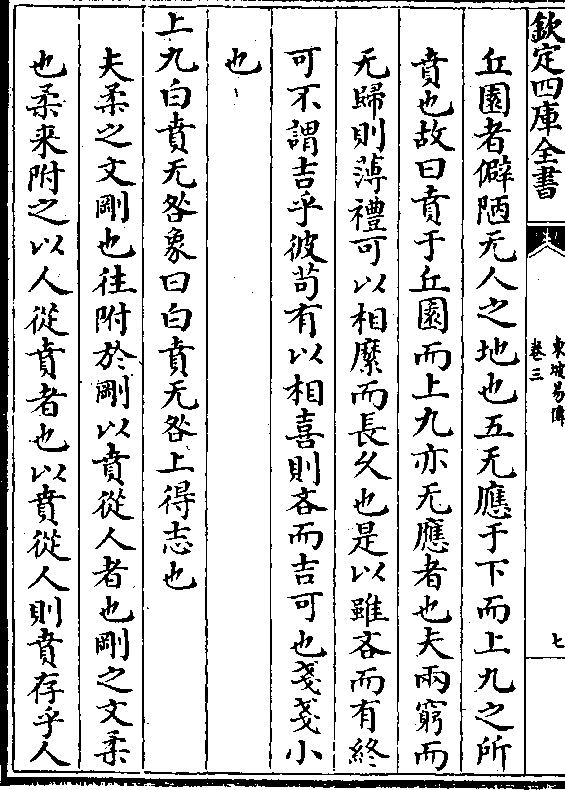 欽定四庫全書
東坡易傳
卷三
七
丘園者僻陋无人之地也五无應于下而上九之所
賁也故曰賁于丘園而上九亦无應者也夫兩窮而
无歸則薄禮可以相縻而長久也是以雖吝而有終
可不謂吉乎彼茍有以相喜則吝而吉可也戔戔小
也
上九白賁无咎象曰白賁无咎上得志也
夫柔之文剛也往附於剛以賁從人者也剛之文柔
也柔來附之以人從賁者也以賁從人則賁存乎人